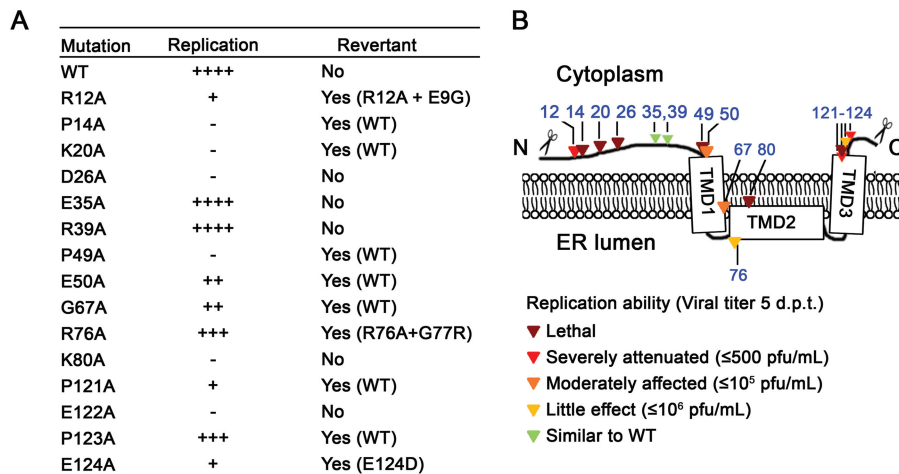 A
Mutation Replication Revertant
WT ++++ No
R12A + Yes (R12A + E9G)
P14A - Yes (WT)
K20A - Yes (WT)
D26A - No
E35A ++++ No
R39A ++++ No
P49A - Yes (WT)
E50A ++ Yes (WT)
G67A ++ Yes (WT)
R76A +++ Yes (R76A+G77R)
K80A - No
P121A + Yes (WT)
E122A - No
P123A +++ Yes (WT)
E124A + Yes (E124D)
B
Cytoplasm
12 14 20 26 35,39 49 50 121-124
N C
67 80
TMD1
TMD2
TMD3
ER lumen
76
Replication ability (Viral titer 5 d.p.t.)
Lethal
Severely attenuated (≤500 pfu/mL)
Moderately affected (≤10⁵ pfu/mL)
Little effect (≤10⁶ pfu/mL)
Similar to WT